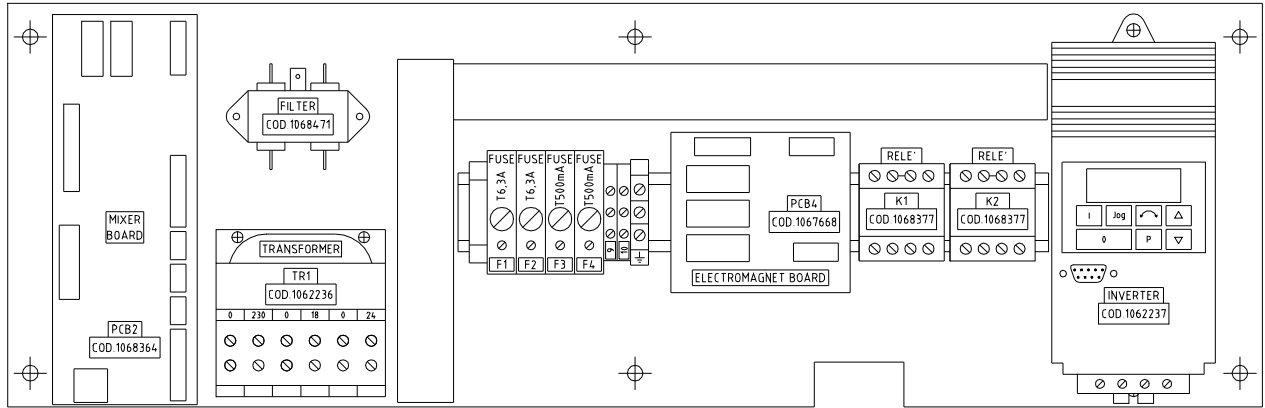 MIXER
BOARD
PCB2
COD.1068364
FILTER
COD.1068471
TRANSFORMER
TR1
COD.1062236
0 230 0 18 0 24
FUSE FUSE FUSE FUSE
T6,3A T6,3A T500mA T500mA
F1 F2 F3 F4
9 10
PCB4
COD.1067668
ELECTROMAGNET BOARD
RELE'
K1
COD.1068377
RELE'
K2
COD.1068377
I Jog
0 P
INVERTER
COD.1062237